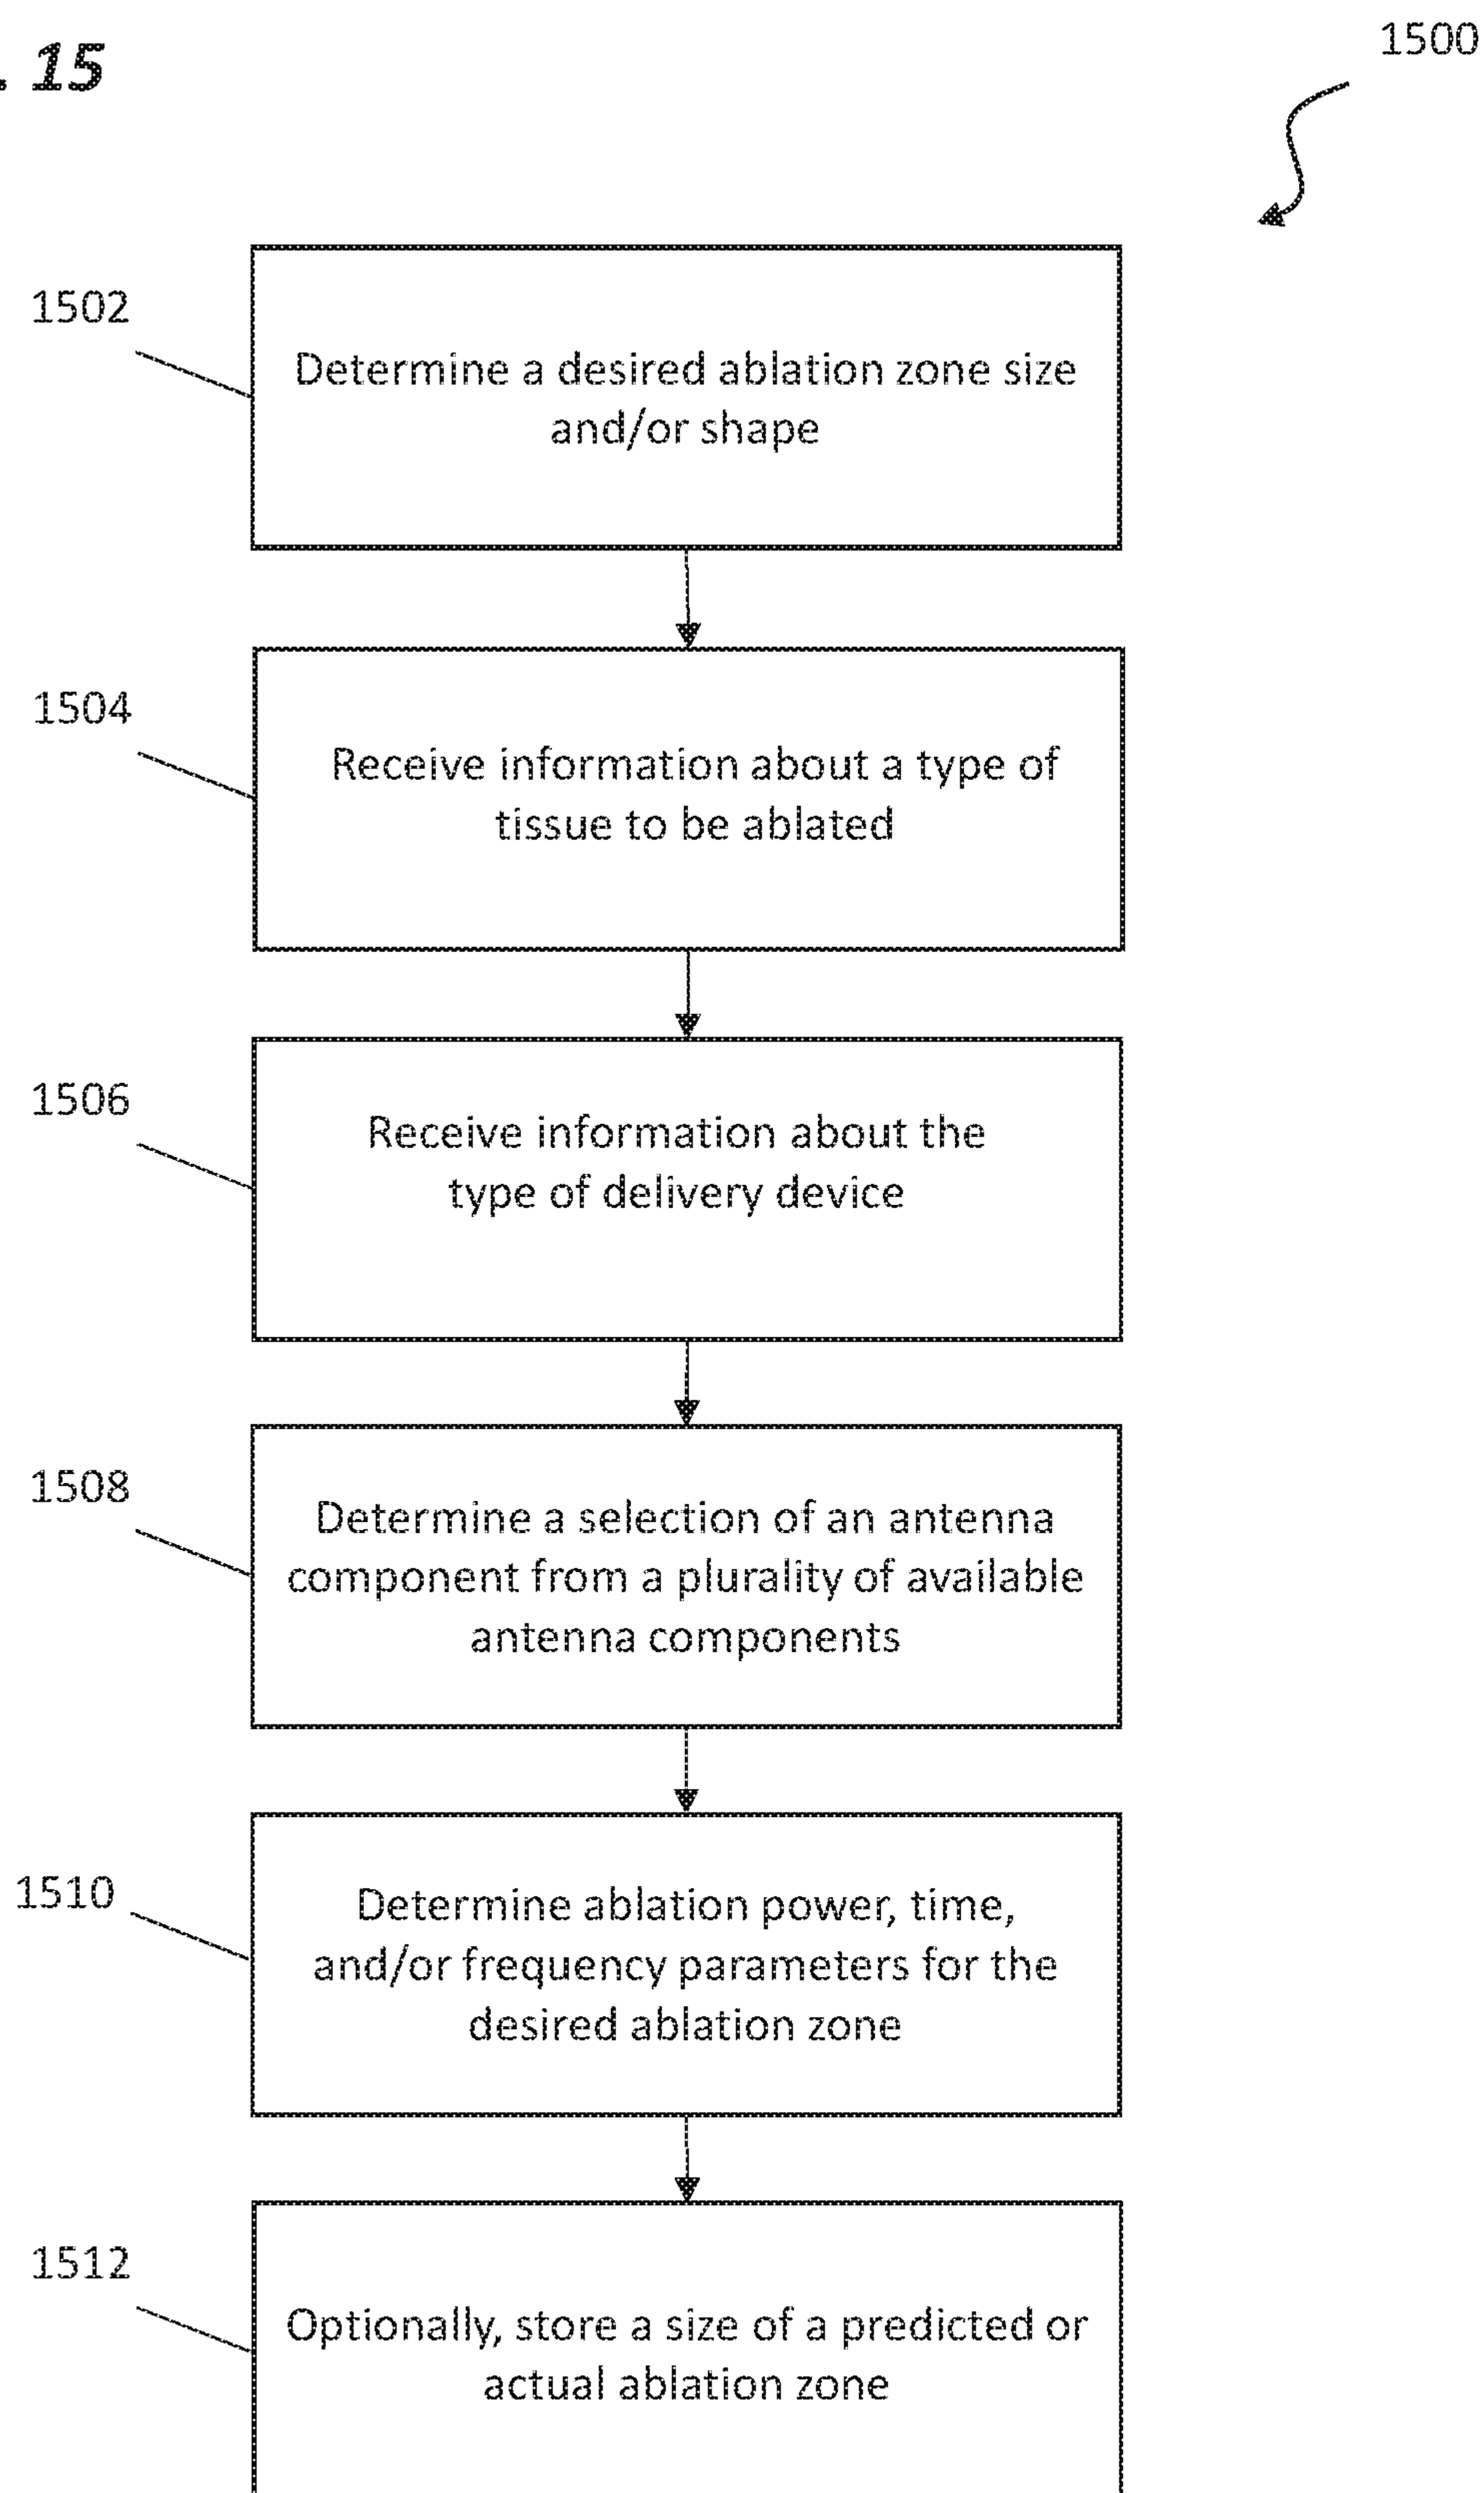 . 15
1500
1502
Determine a desired ablation zone size
and/or shape
1504
Receive information about a type of
tissue to be ablated
1506
Receive information about the
type of delivery device
1508
Determine a selection of an antenna
component from a plurality of available
antenna components
1510
Determine ablation power, time,
and/or frequency parameters for the
desired ablation zone
1512
Optionally, store a size of a predicted or
actual ablation zone